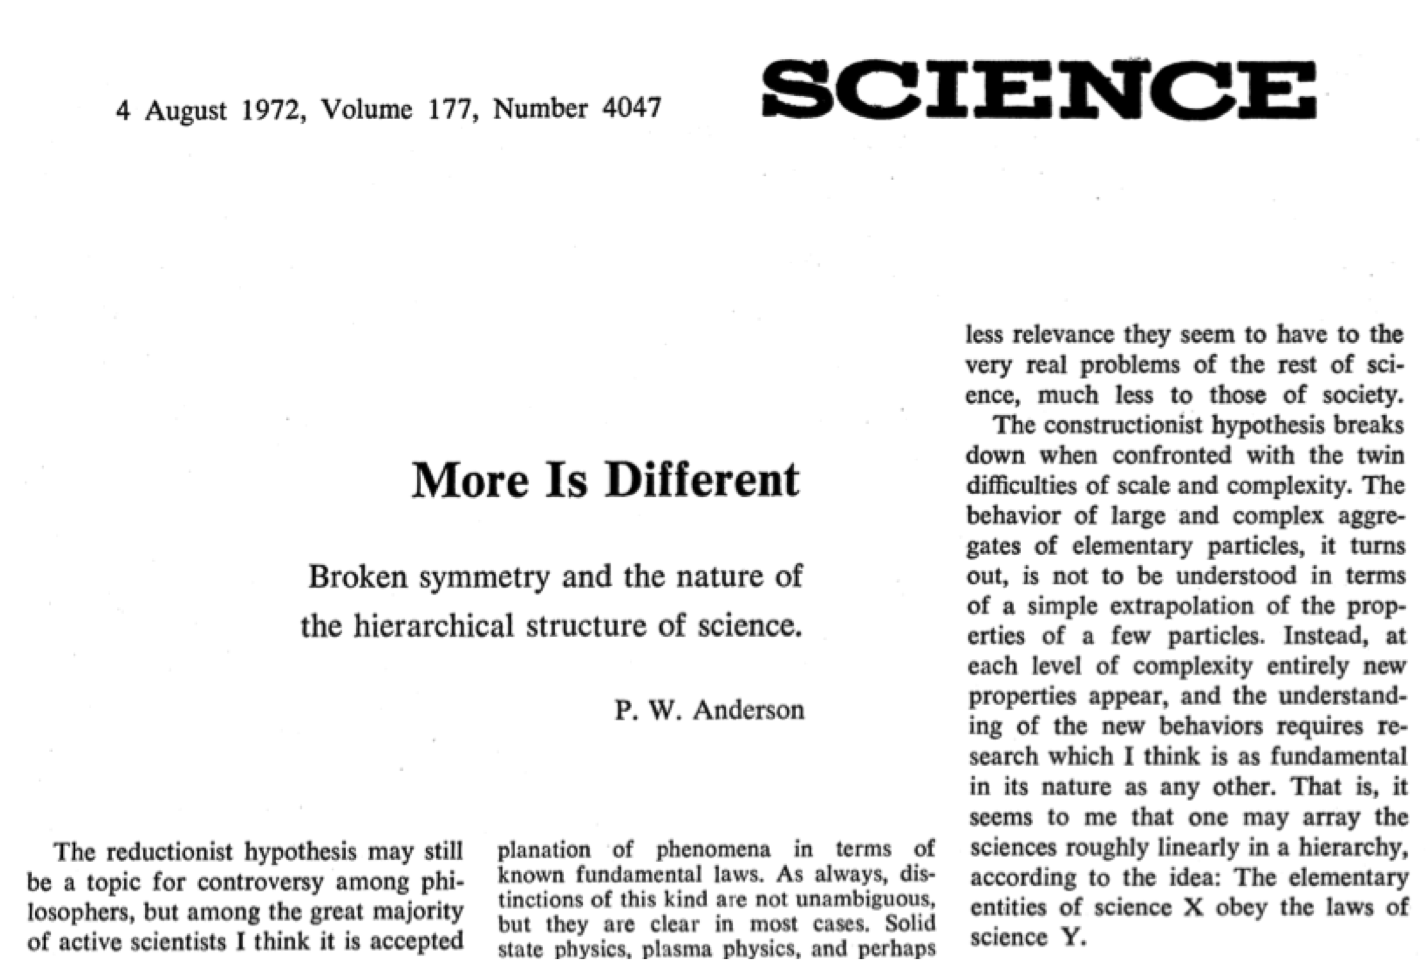 4 August 1972, Volume 177, Number 4047
SCIENCE
More Is Different
Broken symmetry and the nature of
the hierarchical structure of science.
P. W. Anderson
The reductionist hypothesis may still
be a topic for controversy among phi-
losophers, but among the great majority
of active scientists I think it is accepted
planation of phenomena in terms of
known fundamental laws. As always, dis-
tinctions of this kind are not unambiguous,
but they are clear in most cases. Solid
state physics, plasma physics, and perhaps
less relevance they seem to have to the
very real problems of the rest of sci-
ence, much less to those of society.
The constructionist hypothesis breaks
down when confronted with the twin
difficulties of scale and complexity. The
behavior of large and complex aggre-
gates of elementary particles, it turns
out, is not to be understood in terms
of a simple extrapolation of the prop-
erties of a few particles. Instead, at
each level of complexity entirely new
properties appear, and the understand-
ing of the new behaviors requires re-
search which I think is as fundamental
in its nature as any other. That is, it
seems to me that one may array the
sciences roughly linearly in a hierarchy,
according to the idea: The elementary
entities of science X obey the laws of
science Y.